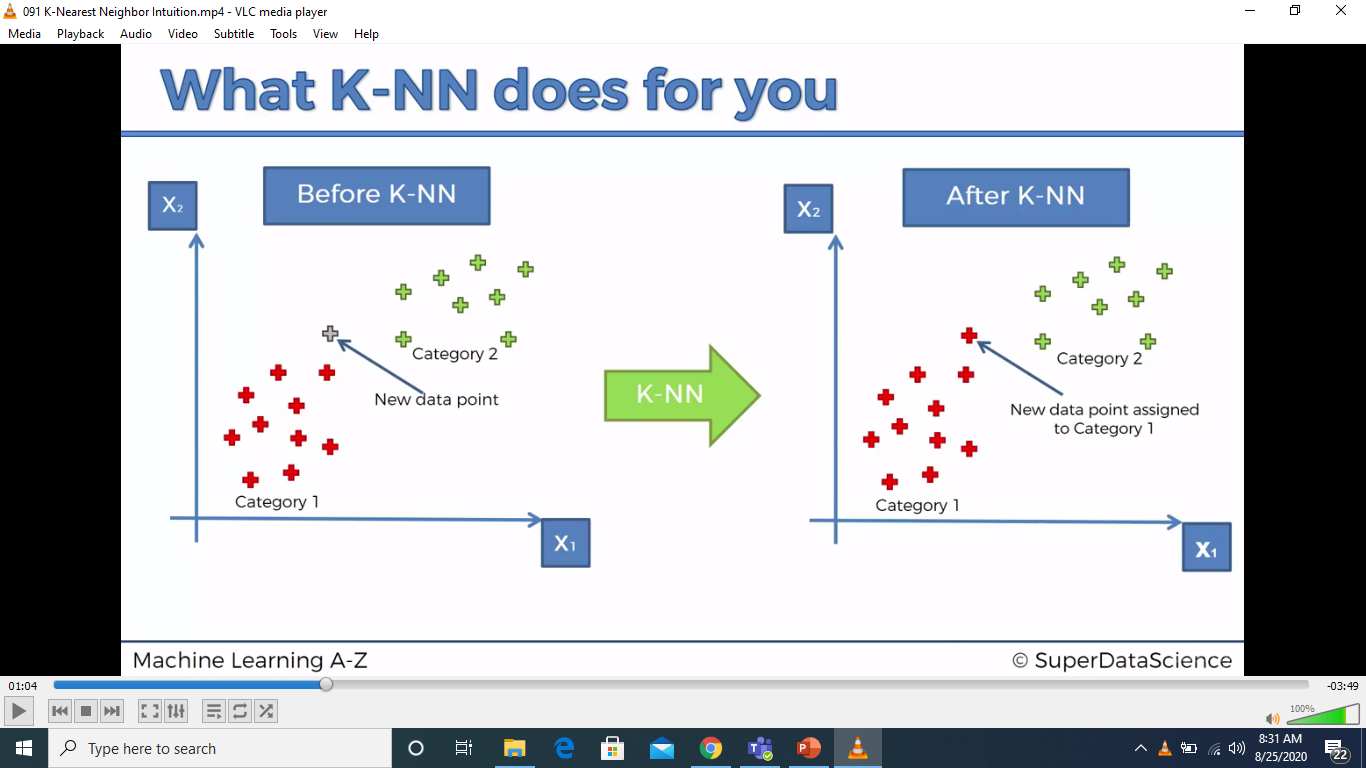 091 K-Nearest Neighbor Intuition.mp4 - VLC media player
Media Playback Audio Video Subtitle Tools View Help
What K-NN does for you
X₂
Before K-NN
Category 2
New data point
Category 1
X₁
K-NN
X₂
After K-NN
Category 2
New data point assigned
to Category 1
Category 1
X₁
Machine Learning A-Z
© SuperDataScience
01:04
-03:49
100%
Type here to search
8:31 AM
8/25/2020
22